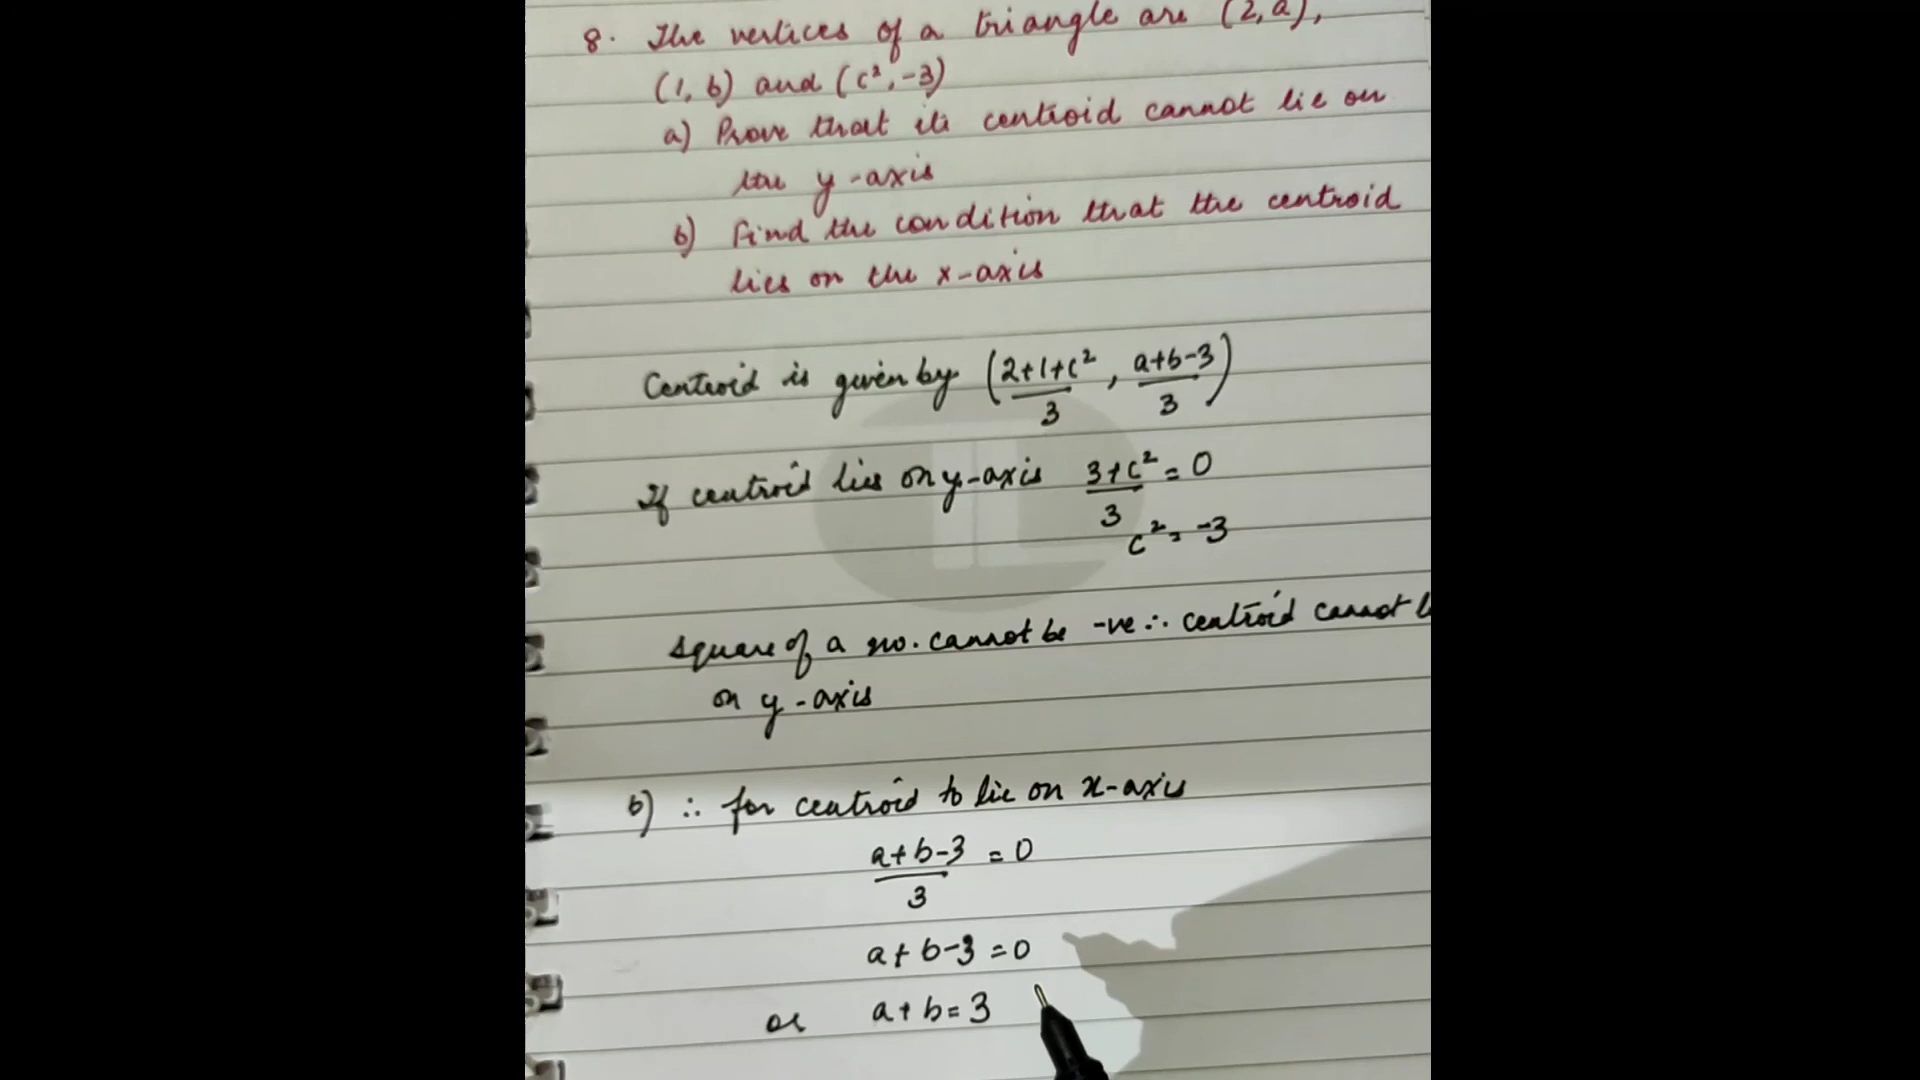 8. The vertices of a triangle are (2, a),
(1, b) and (c², -3)
a) Prove that its centroid cannot lie on
the y-axis
b) Find the condition that the centroid
lies on the x-axis
Centroid is given by (2+1+c²/3, a+b-3/3)
If centroid lies on y-axis 3+c²/3 = 0
c² = -3
square of a no. cannot be -ve ∴ centroid cannot
on y-axis
b) ∴ for centroid to lie on x-axis
a+b-3/3 = 0
a+b-3 = 0
or a+b = 3